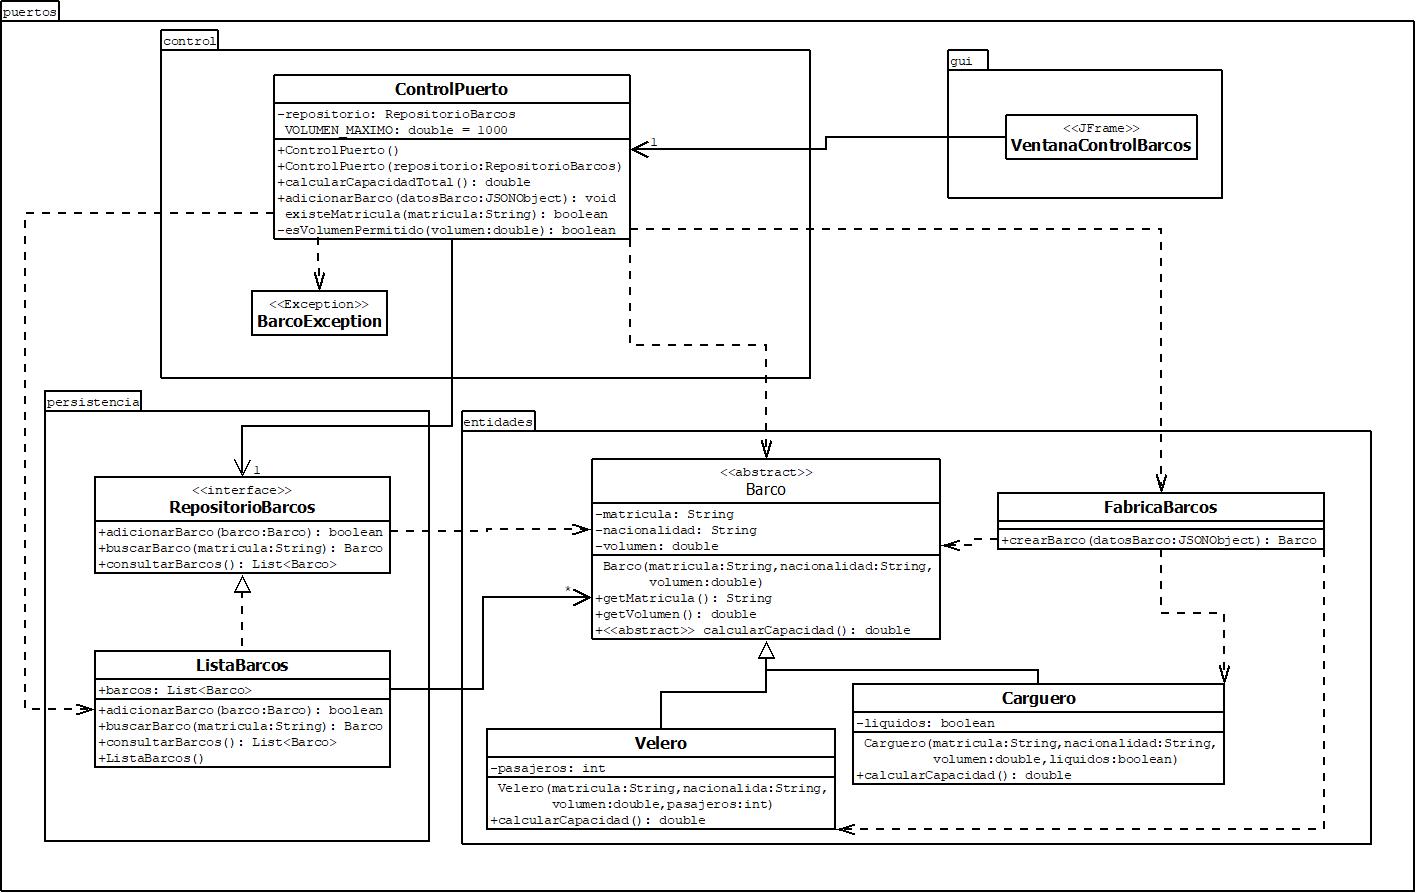 puertos
control
ControlPuerto
-repositorio: RepositorioBarcos
VOLUMEN_MAXIMO: double = 1000
+ControlPuerto()
+ControlPuerto(repositorio:RepositorioBarcos)
+calcularCapacidadTotal(): double
+adicionarBarco(datosBarco:JSONObject): void
existeMatricula(matricula:String): boolean
-esVolumenPermitido(volumen:double): boolean
1
gui
<<JFrame>>
VentanaControlBarcos
<<Exception>>
BarcoException
persistencia
1
<<interface>>
RepositorioBarcos
+adicionarBarco(barco:Barco): boolean
+buscarBarco(matricula:String): Barco
+consultarBarcos(): List<Barco>
ListaBarcos
+barcos: List<Barco>
+adicionarBarco(barco:Barco): boolean
+buscarBarco(matricula:String): Barco
+consultarBarcos(): List<Barco>
+ListaBarcos()
entidades
<<abstract>>
Barco
-matricula: String
-nacionalidad: String
-volumen: double
Barco(matricula:String,nacionalidad:String,
volumen:double)
+getMatricula(): String
+getVolumen(): double
+<<abstract>> calcularCapacidad(): double
*
FabricaBarcos
+crearBarco(datosBarco:JSONObject): Barco
Velero
-pasajeros: int
Velero(matricula:String,nacionalida:String,
volumen:double,pasajeros:int)
+calcularCapacidad(): double
Carguero
-liquidos: boolean
Carguero(matricula:String,nacionalidad:String,
volumen:double,liquidos:boolean)
+calcularCapacidad(): double